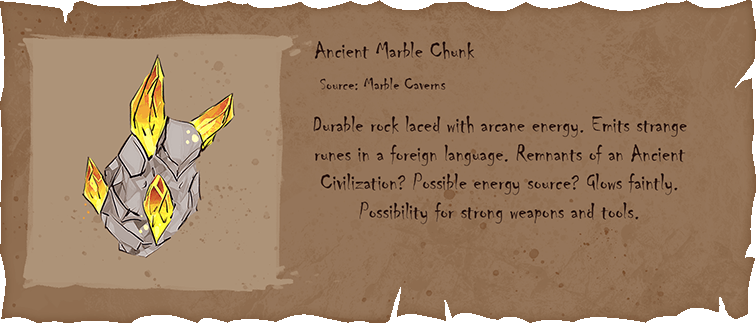 Ancient Marble Chunk
Source: Marble Caverns
Durable rock laced with arcane energy. Emits strange
runes in a foreign language. Remnants of an Ancient
Civilization? Possible energy source? Glows faintly.
Possibility for strong weapons and tools.